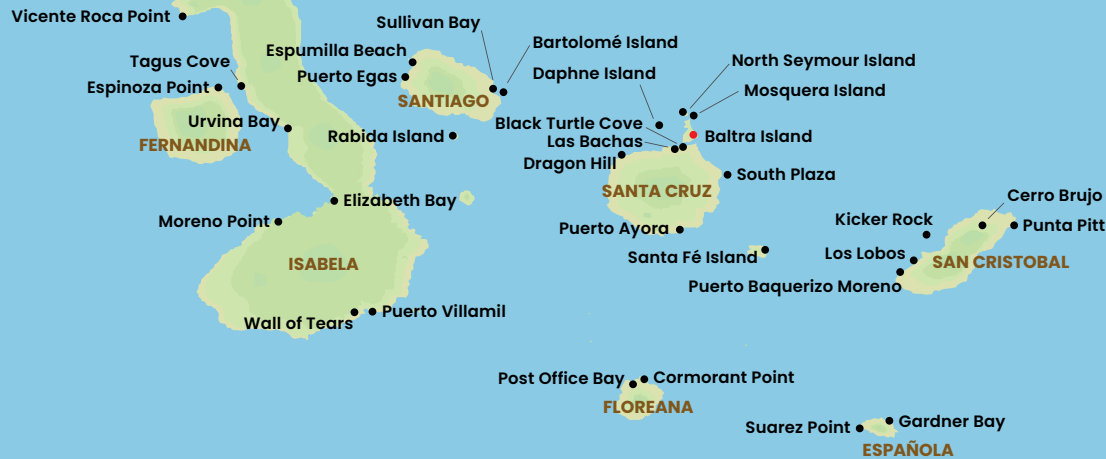 Vicente Roca Point
Sullivan Bay
Bartolomé Island
Espumilla Beach
Tagus Cove
North Seymour Island
Daphne Island
Puerto Egas
Espinoza Point
Mosquera Island
SANTIAGO
Urvina Bay
Black Turtle Cove
Rabida Island
Baltra Island
Las Bachas
FERNANDINA
Dragon Hill
South Plaza
SANTA CRUZ
Cerro Brujo
Elizabeth Bay
Moreno Point
Kicker Rock
Punta Pitt
Puerto Ayora
Los Lobos
Santa Fé Island
ISABELA
SAN CRISTOBAL
Puerto Baquerizo Moreno
Puerto Villamil
Wall of Tears
Post Office Bay
Cormorant Point
FLOREANA
Suarez Point
Gardner Bay
ESPAÑOLA